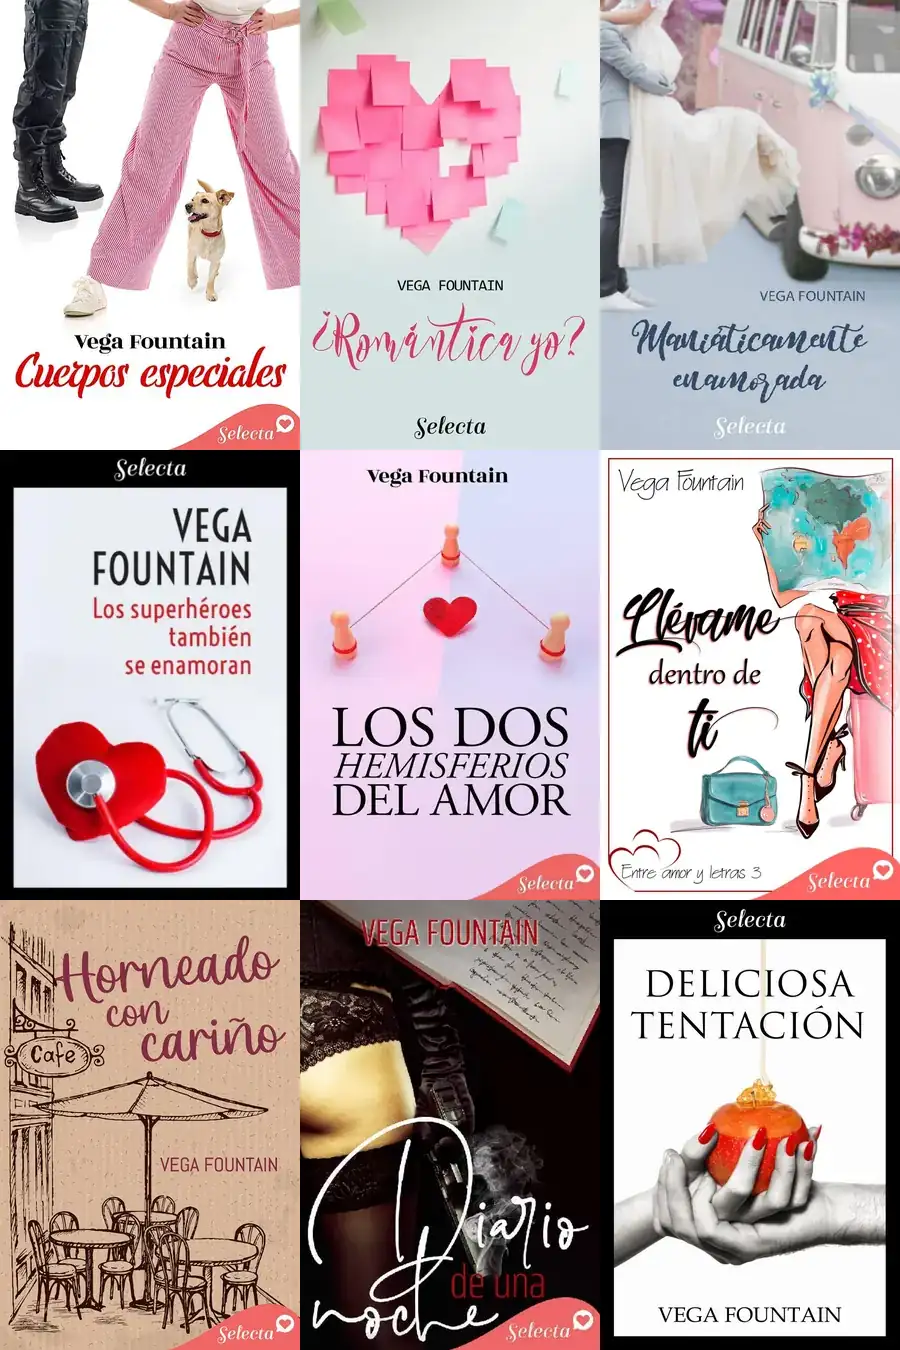 Vega Fountain
Cuerpos especiales
Selecta
VEGA FOUNTAIN
¿Romántica yo?
Selecta
VEGA FOUNTAIN
Maniáticamente
enamorada
Selecta
Selecta
VEGA
FOUNTAIN
Los superhéroes
también
se enamoran
Vega Fountain
LOS DOS
HEMISFERIOS
DEL AMOR
Selecta
Vega Fountain
Llévame
dentro de
ti
Entre amor y letras 3
Selecta
Horneado
con
cariño
Cafe
VEGA FOUNTAIN
Selecta
VEGA FOUNTAIN
Diario
de una
noche
Selecta
Selecta
DELICIOSA
TENTACIÓN
VEGA FOUNTAIN